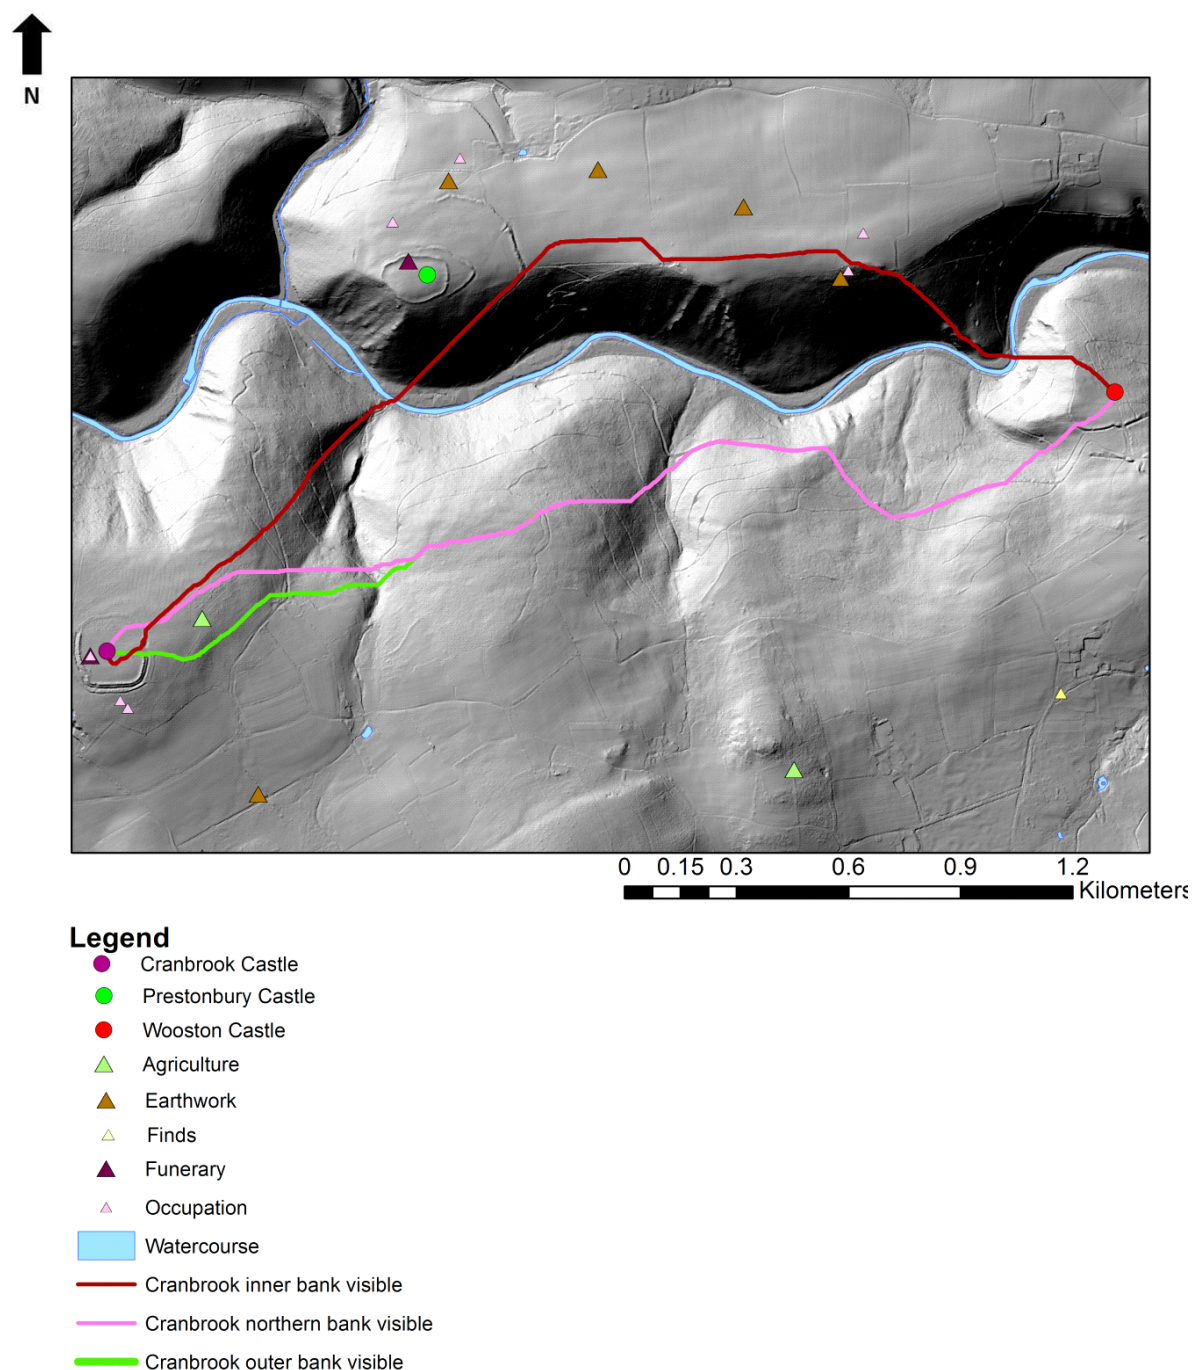 N
0 0.15 0.3 0.6 0.9 1.2
Kilometers
Legend
Cranbrook Castle
Prestonbury Castle
Wooston Castle
Agriculture
Earthwork
Finds
Funerary
Occupation
Watercourse
Cranbrook inner bank visible
Cranbrook northern bank visible
Cranbrook outer bank visible